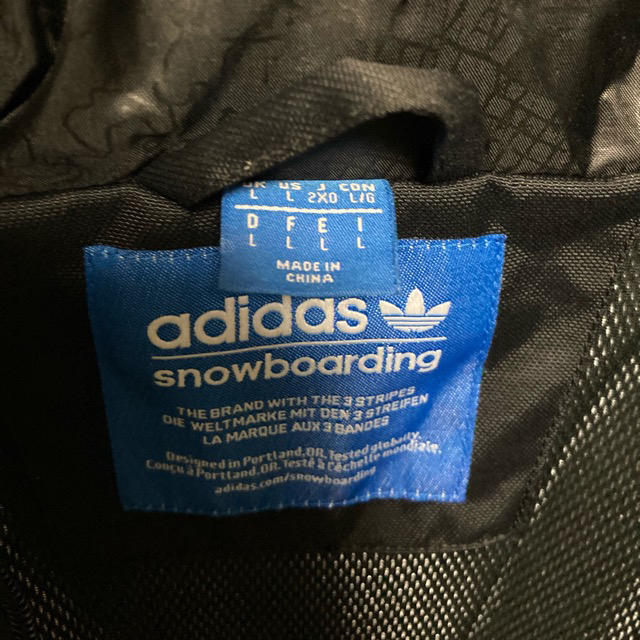 UK US J CDN
L L 2XO L/G
D F E I
L L L L
MADE IN
CHINA
adidas
snowboarding
THE BRAND WITH THE 3 STRIPES
DIE WELTMARKE MIT DEN 3 STREIFEN
LA MARQUE AUX 3 BANDES
Designed in Portland, OR. Tested globally.
Conçu à Portland, OR. Testé à l'échelle mondiale.
adidas.com/snowboarding